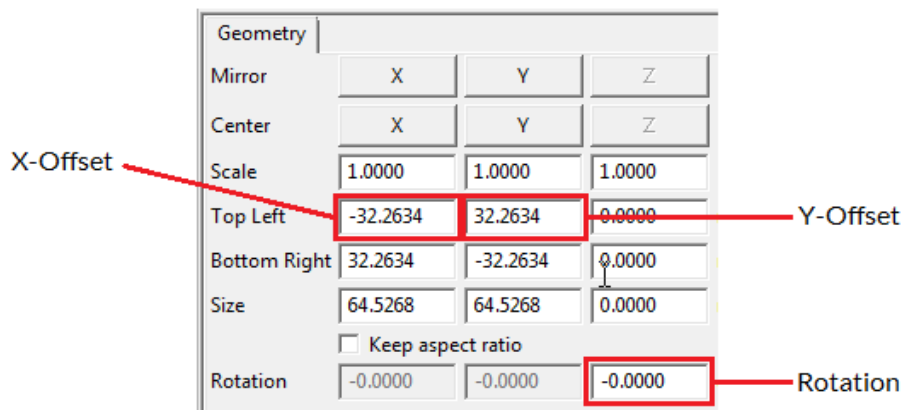 Geometry
Mirror X Y Z
Center X Y Z
X-Offset
Scale 1.0000 1.0000 1.0000
Top Left -32.2634 32.2634 0.0000
Y-Offset
Bottom Right 32.2634 -32.2634 0.0000
Size 64.5268 64.5268 0.0000
Keep aspect ratio
Rotation -0.0000 -0.0000 -0.0000
Rotation